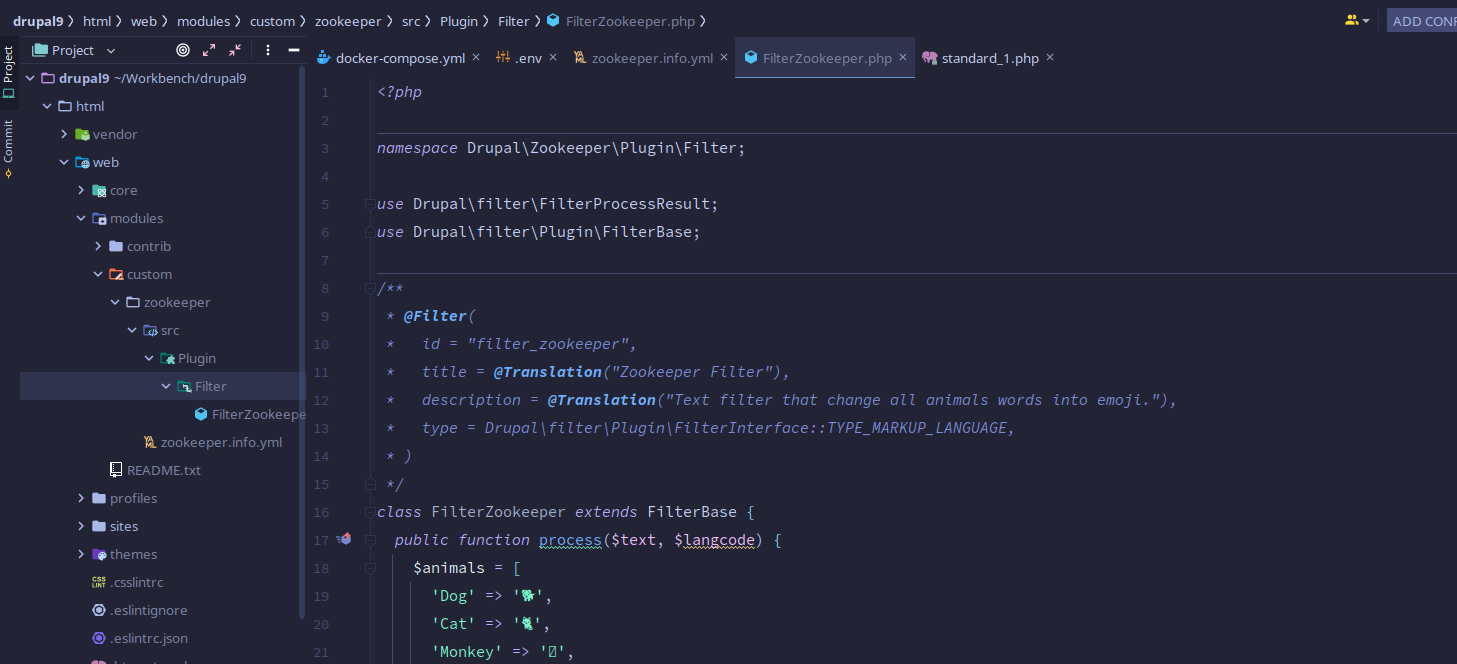 drupal9 html web modules custom zookeeper src Plugin Filter FilterZookeeper.php
ADD CONF
Project
Project
docker-compose.yml
.env
zookeeper.info.yml
FilterZookeeper.php
standard_1.php
Commit
drupal9 ~/Workbench/drupal9
html
vendor
web
core
modules
contrib
custom
zookeeper
src
Plugin
Filter
FilterZookeepe
zookeeper.info.yml
README.txt
profiles
sites
themes
CSS LINT .csslintrc
.eslintignore
.eslintrc.json
1 <?php
2
3 namespace Drupal\Zookeeper\Plugin\Filter;
4
5 use Drupal\filter\FilterProcessResult;
6 use Drupal\filter\Plugin\FilterBase;
7
8 /**
9 * @Filter(
10 *   id = "filter_zookeeper",
11 *   title = @Translation("Zookeeper Filter"),
12 *   description = @Translation("Text filter that change all animals words into emoji."),
13 *   type = Drupal\filter\Plugin\FilterInterface::TYPE_MARKUP_LANGUAGE,
14 * )
15 */
16 class FilterZookeeper extends FilterBase {
17   public function process($text, $langcode) {
18     $animals = [
19       'Dog' => '🐕',
20       'Cat' => '🐈',
21       'Monkey' => '',